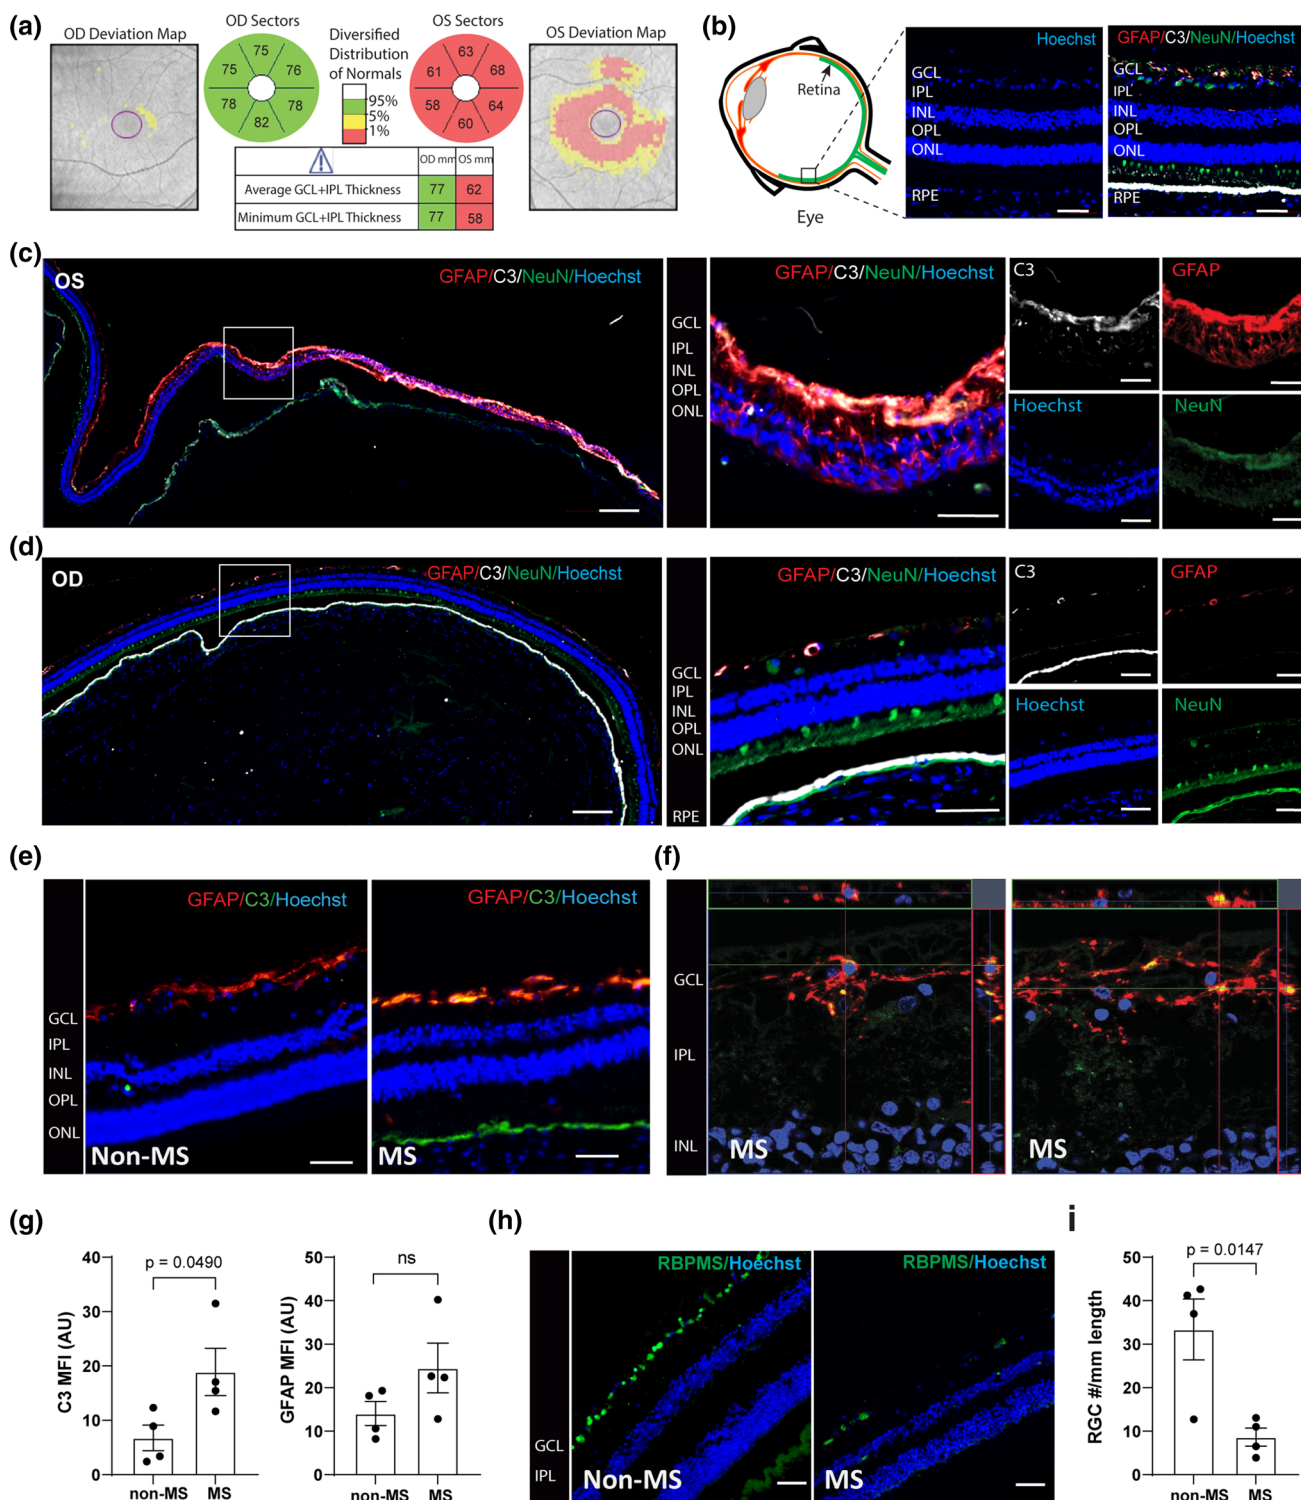 (a)
OD Deviation Map
OD Sectors
75
75
76
78
78
82
Diversified
Distribution
of Normals
95%
5%
1%
OS Sectors
63
61
68
58
64
60
OS Deviation Map
OD mm
OS mm
Average GCL+IPL Thickness
77
62
Minimum GCL+IPL Thickness
77
58
(b)
Retina
Eye
Hoechst
GCL
IPL
INL
OPL
ONL
RPE
GFAP/C3/NeuN/Hoechst
GCL
IPL
INL
OPL
ONL
RPE
(c)
OS
GFAP/C3/NeuN/Hoechst
GCL
IPL
INL
OPL
ONL
GFAP/C3/NeuN/Hoechst
C3
GFAP
Hoechst
NeuN
(d)
OD
GFAP/C3/NeuN/Hoechst
GCL
IPL
INL
OPL
ONL
RPE
GFAP/C3/NeuN/Hoechst
C3
GFAP
Hoechst
NeuN
(e)
GCL
IPL
INL
OPL
ONL
GFAP/C3/Hoechst
Non-MS
GFAP/C3/Hoechst
MS
(f)
GCL
IPL
INL
MS
MS
(g)
C3 MFI (AU)
40
30
20
10
0
p = 0.0490
non-MS
MS
GFAP MFI (AU)
50
40
30
20
10
0
ns
non-MS
MS
(h)
GCL
IPL
RBPMS/Hoechst
Non-MS
RBPMS/Hoechst
MS
i
RGC #/mm length
50
40
30
20
10
0
p = 0.0147
non-MS
MS